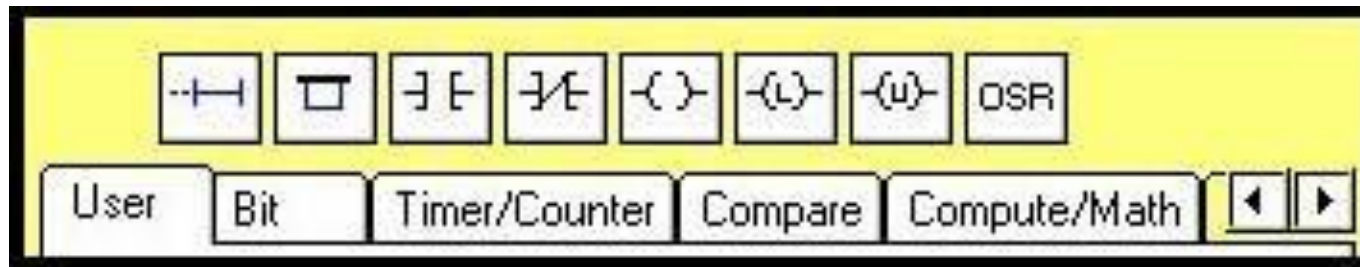 (L) (U) OSR
User Bit Timer/Counter Compare Compute/Math